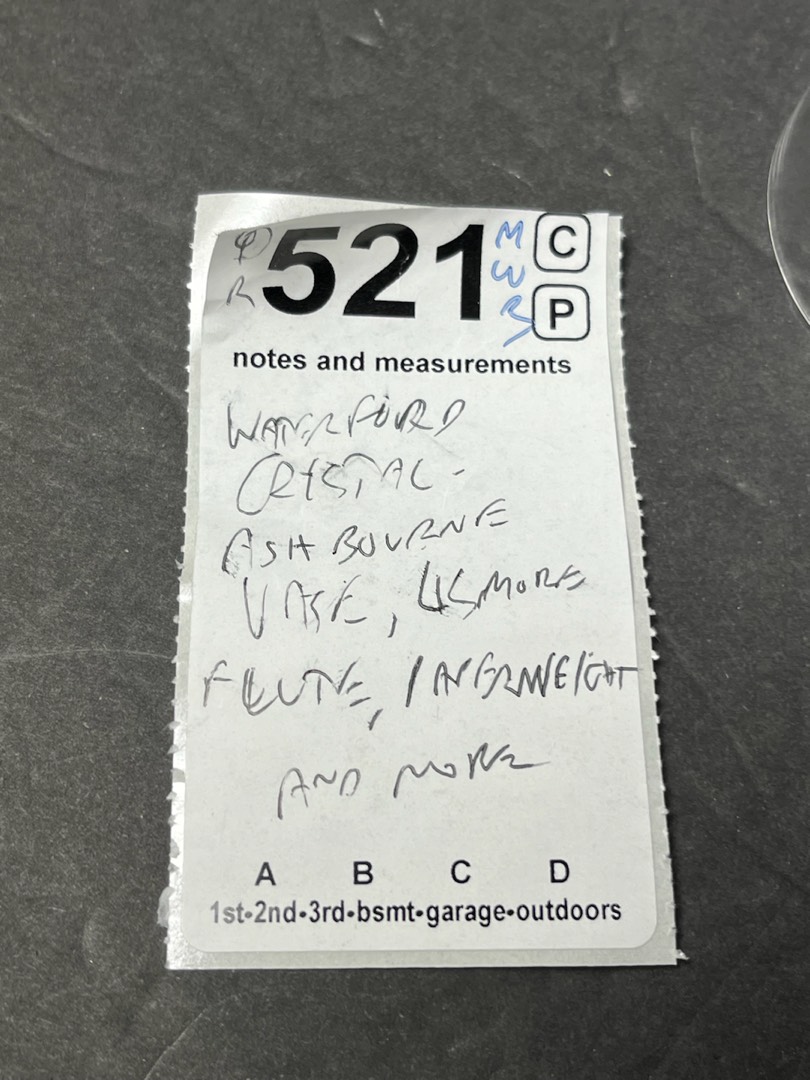 521 M C
W
R P
notes and measurements
WATERFORD
CRYSTAL -
ASHBOURNE
VASE, LISMORE
FLUTE, PAPERWEIGHT
AND MORE
A B C D
1st•2nd•3rd•bsmt•garage•outdoors